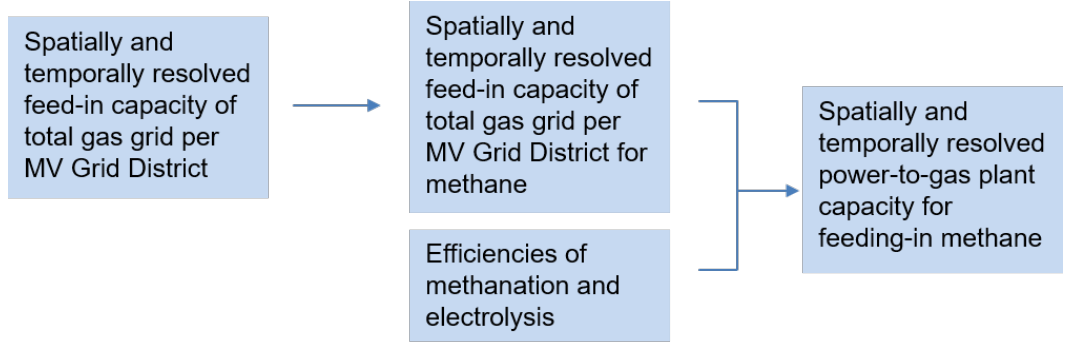 Spatially and
temporally resolved
feed-in capacity of
total gas grid per
MV Grid District
Spatially and
temporally resolved
feed-in capacity of
total gas grid per
MV Grid District for
methane
Efficiencies of
methanation and
electrolysis
Spatially and
temporally resolved
power-to-gas plant
capacity for
feeding-in methane